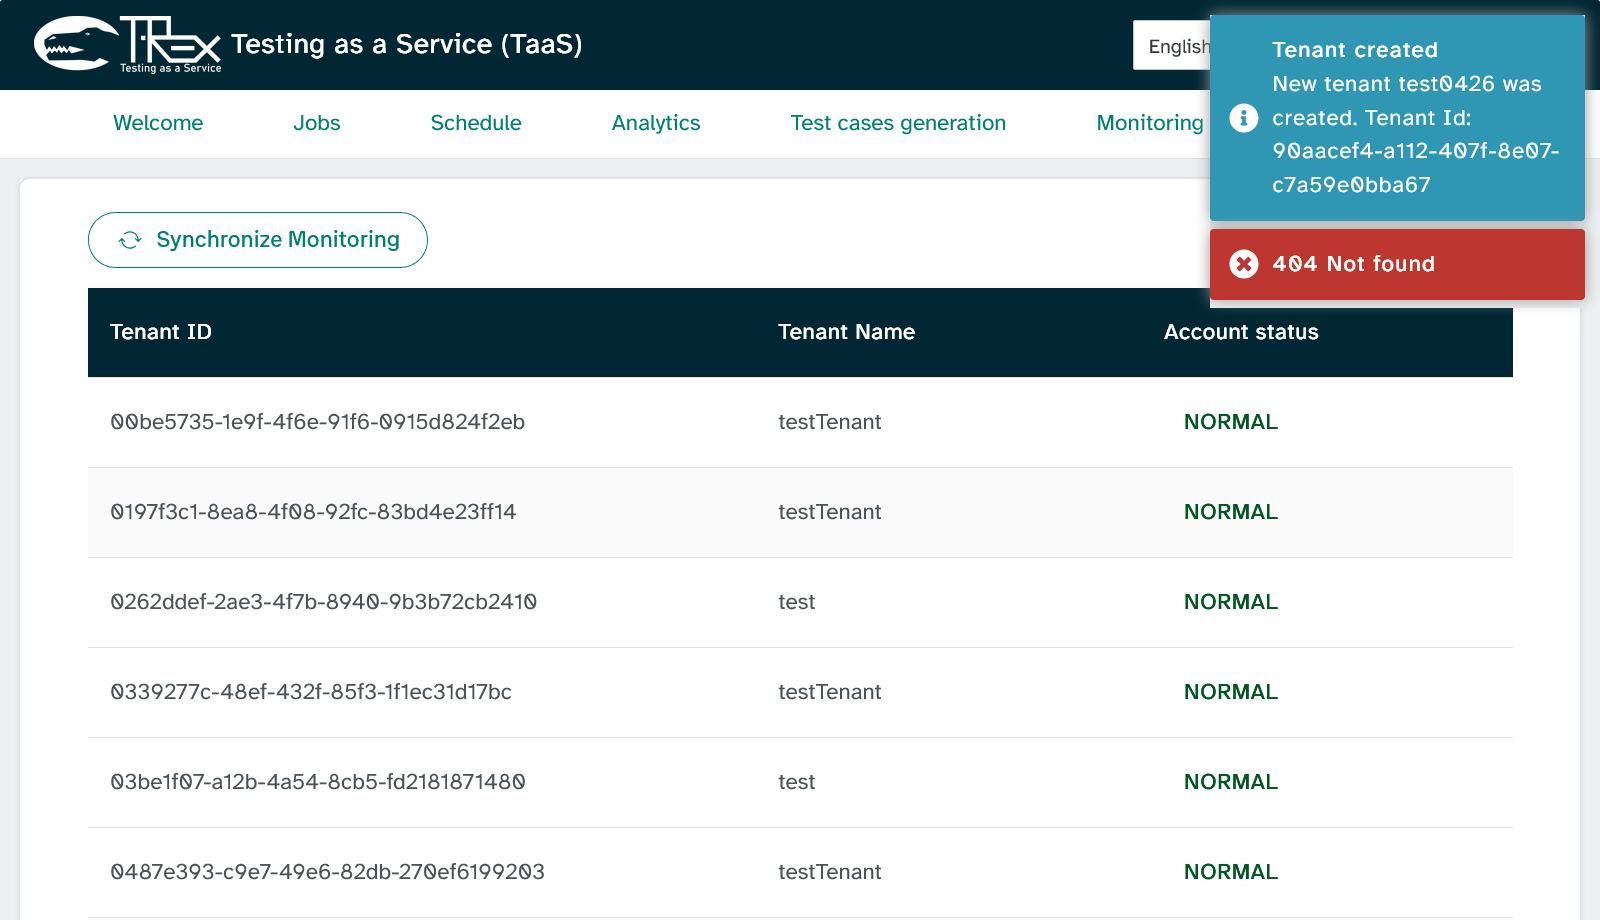 T-REX
Testing as a Service
Testing as a Service (TaaS)
English
Tenant created
New tenant test0426 was
created. Tenant Id:
90aacef4-a112-407f-8e07-
c7a59e0bba67
404 Not found
Welcome
Jobs
Schedule
Analytics
Test cases generation
Monitoring
Synchronize Monitoring
Tenant ID Tenant Name Account status
00be5735-1e9f-4f6e-91f6-0915d824f2eb testTenant NORMAL
0197f3c1-8ea8-4f08-92fc-83bd4e23ff14 testTenant NORMAL
0262ddef-2ae3-4f7b-8940-9b3b72cb2410 test NORMAL
0339277c-48ef-432f-85f3-1f1ec31d17bc testTenant NORMAL
03be1f07-a12b-4a54-8cb5-fd2181871480 test NORMAL
0487e393-c9e7-49e6-82db-270ef6199203 testTenant NORMAL